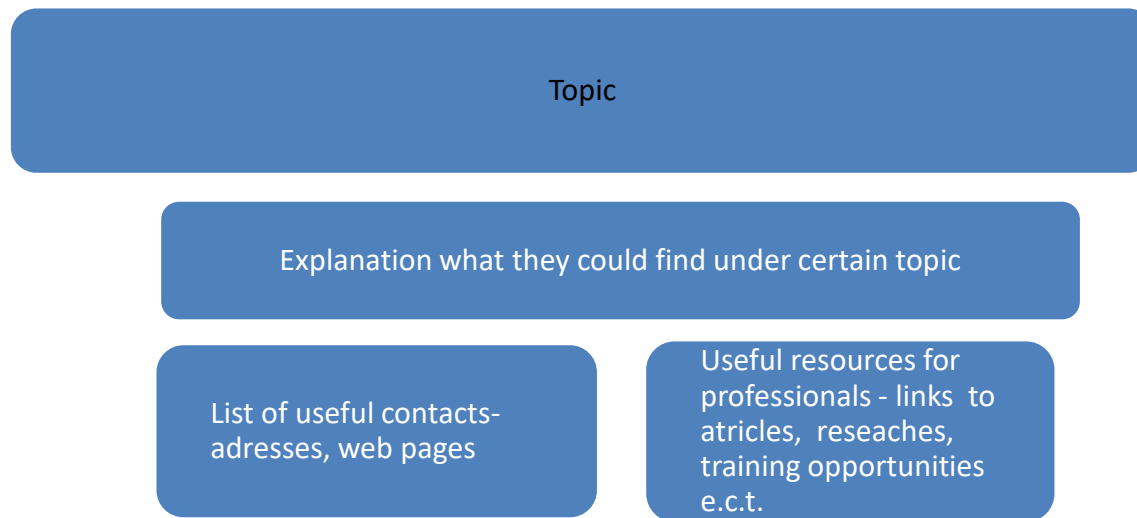 Topic
Explanation what they could find under certain topic
List of useful contacts-
adresses, web pages
Useful resources for
professionals - links  to
atricles,  reseaches,
training opportunities
e.c.t.